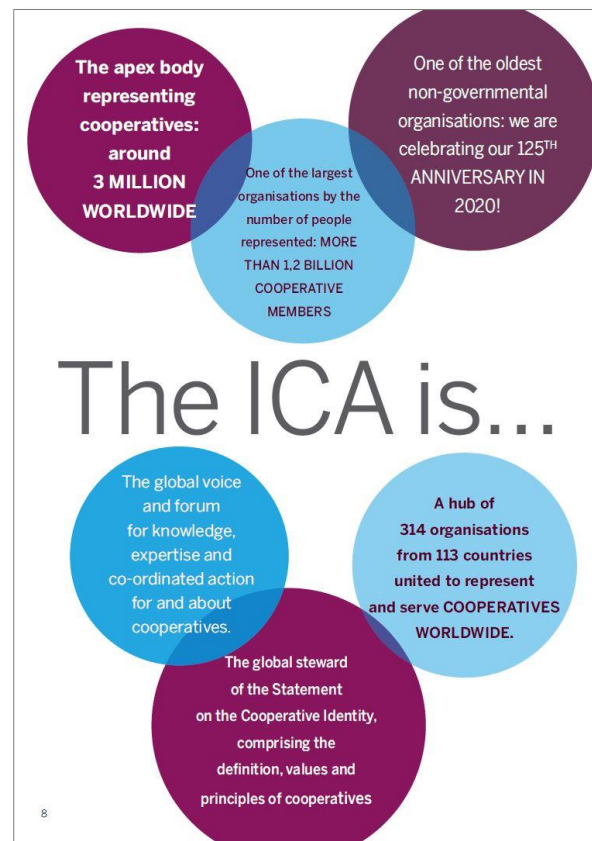 The apex body
representing
cooperatives:
around
3 MILLION
WORLDWIDE
One of the oldest
non-governmental
organisations: we are
celebrating our 125TH
ANNIVERSARY IN
2020!
One of the largest
organisations by the
number of people
represented: MORE
THAN 1,2 BILLION
COOPERATIVE
MEMBERS
The ICA is...
The global voice
and forum
for knowledge,
expertise and
co-ordinated action
for and about
cooperatives.
A hub of
314 organisations
from 113 countries
united to represent
and serve COOPERATIVES
WORLDWIDE.
The global steward
of the Statement
on the Cooperative Identity,
comprising the
definition, values and
principles of cooperatives
8